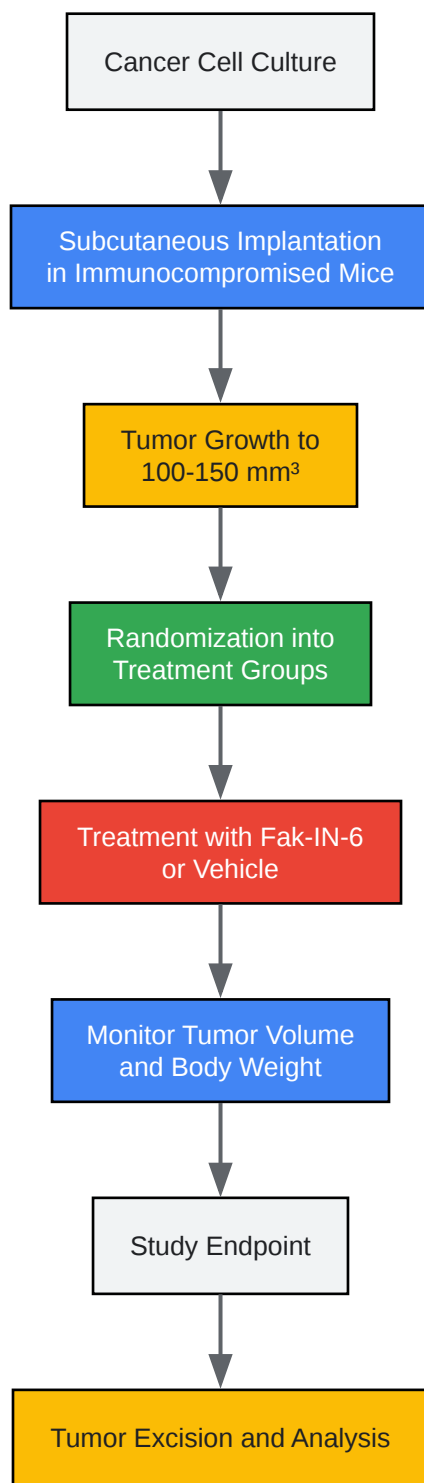 Cancer Cell Culture
Subcutaneous Implantation
in Immunocompromised Mice
Tumor Growth to
100-150 mm³
Randomization into
Treatment Groups
Treatment with Fak-IN-6
or Vehicle
Monitor Tumor Volume
and Body Weight
Study Endpoint
Tumor Excision and Analysis